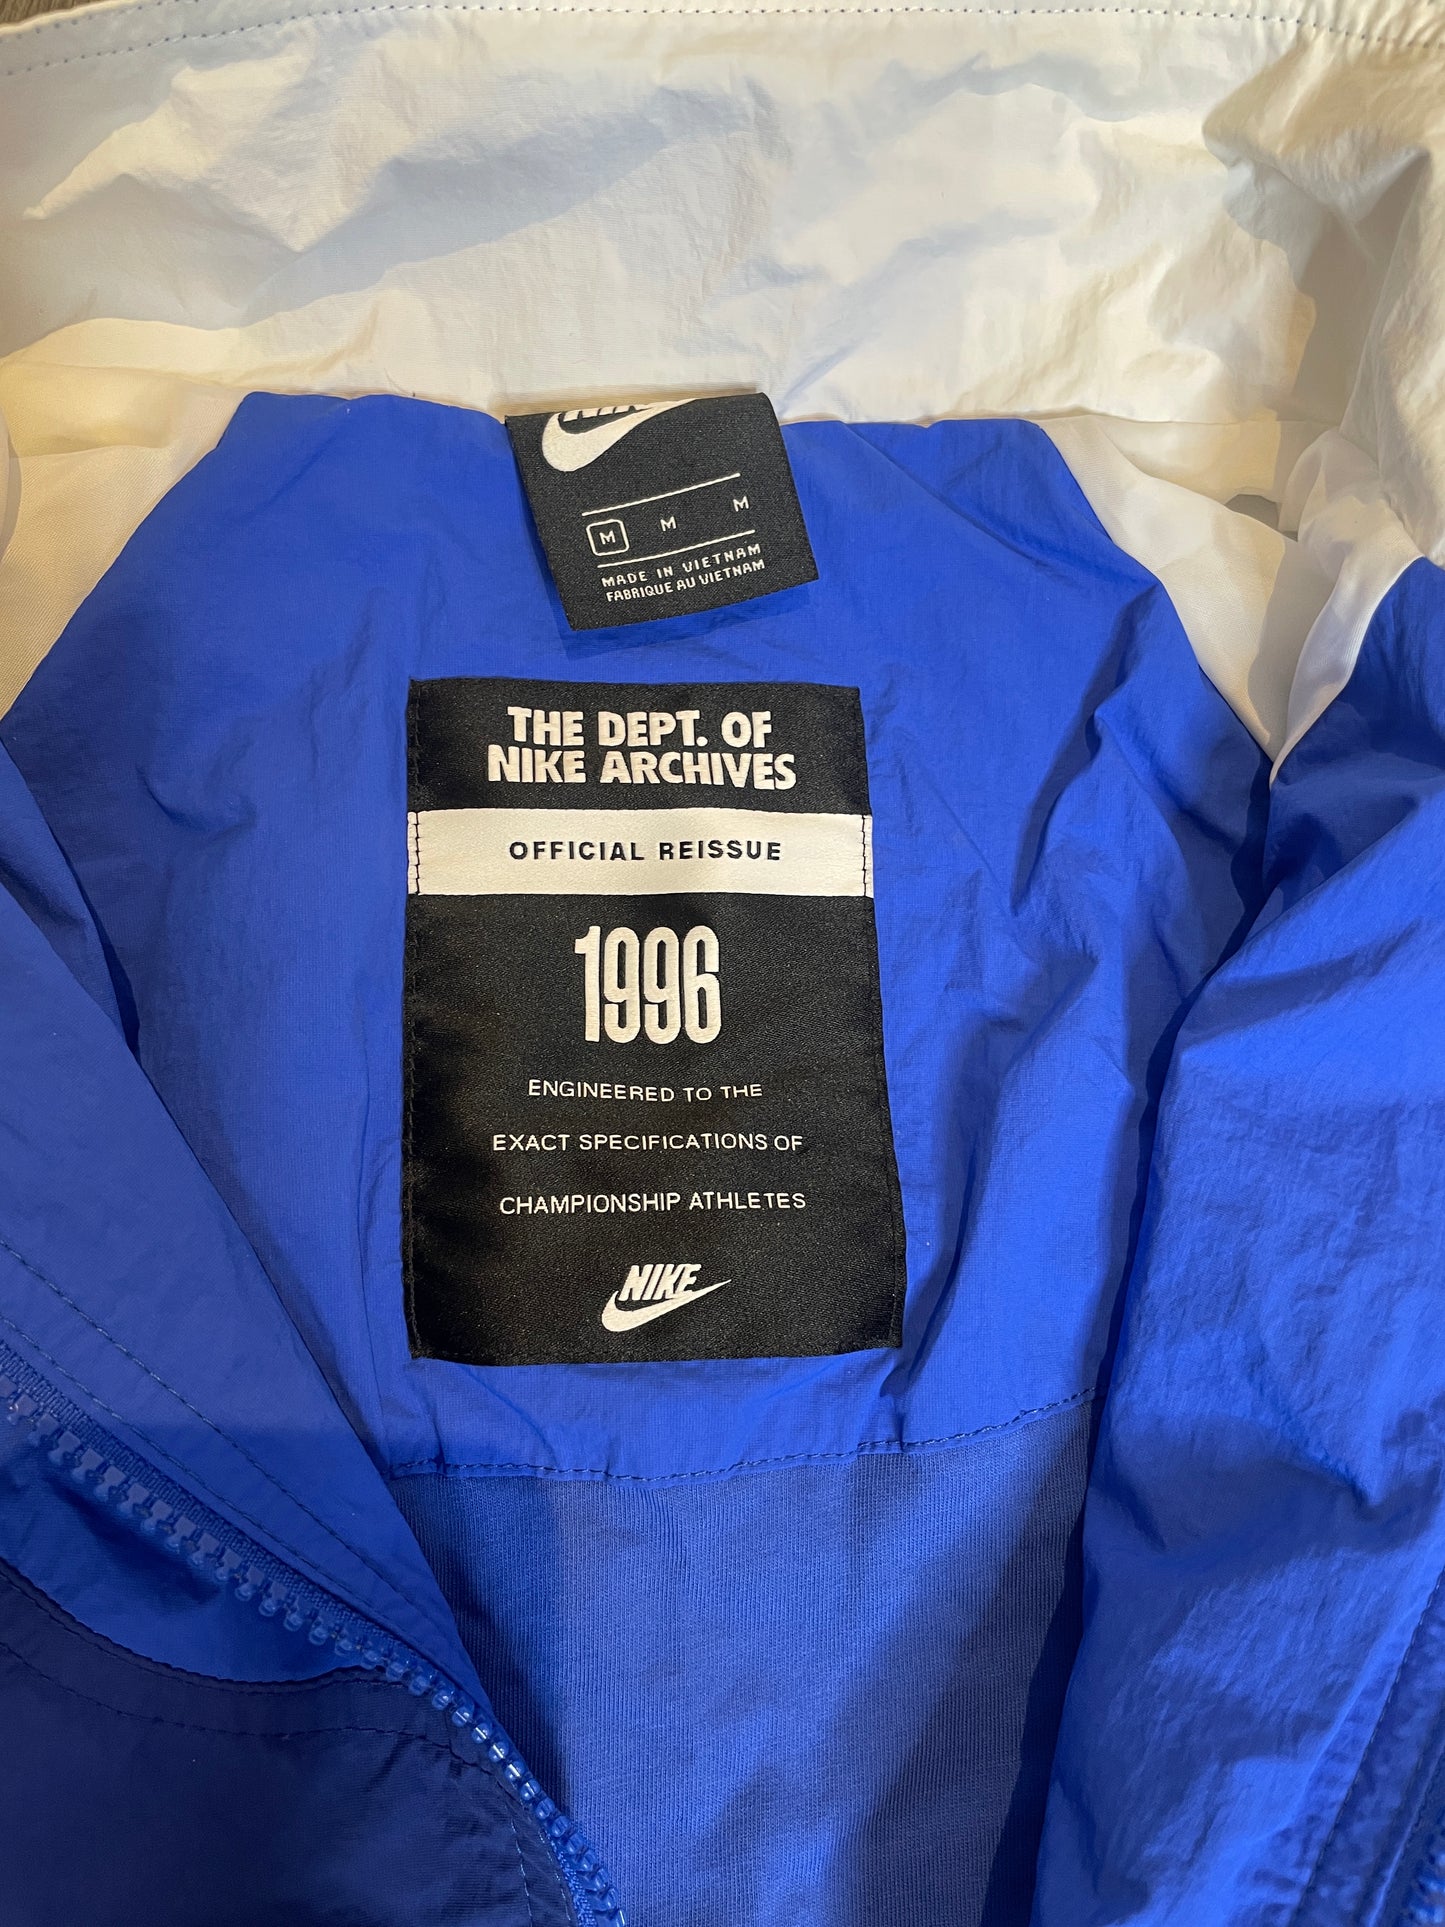 NIKE
M M M
MADE IN VIETNAM
FABRIQUE AU VIETNAM
THE DEPT. OF
NIKE ARCHIVES
OFFICIAL REISSUE
1996
ENGINEERED TO THE
EXACT SPECIFICATIONS OF
CHAMPIONSHIP ATHLETES
NIKE